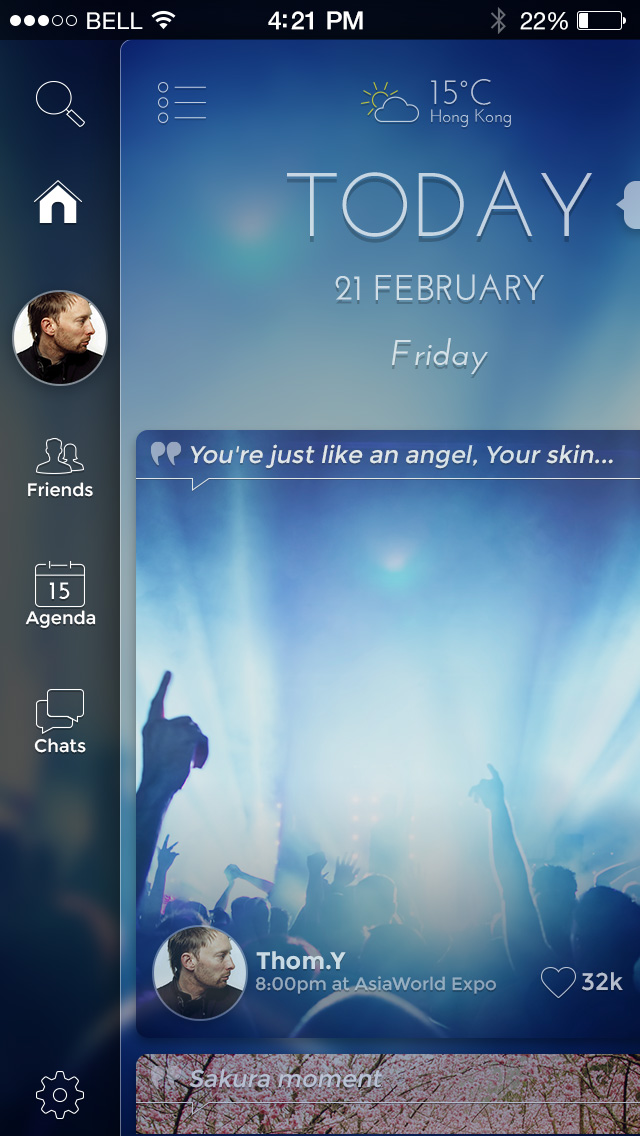 BELL 4:21 PM 22%
15°C
Hong Kong
TODAY
21 FEBRUARY
Friday
Friends
15
Agenda
Chats
You're just like an angel, Your skin...
Thom.Y
8:00pm at AsiaWorld Expo
32k
Sakura moment